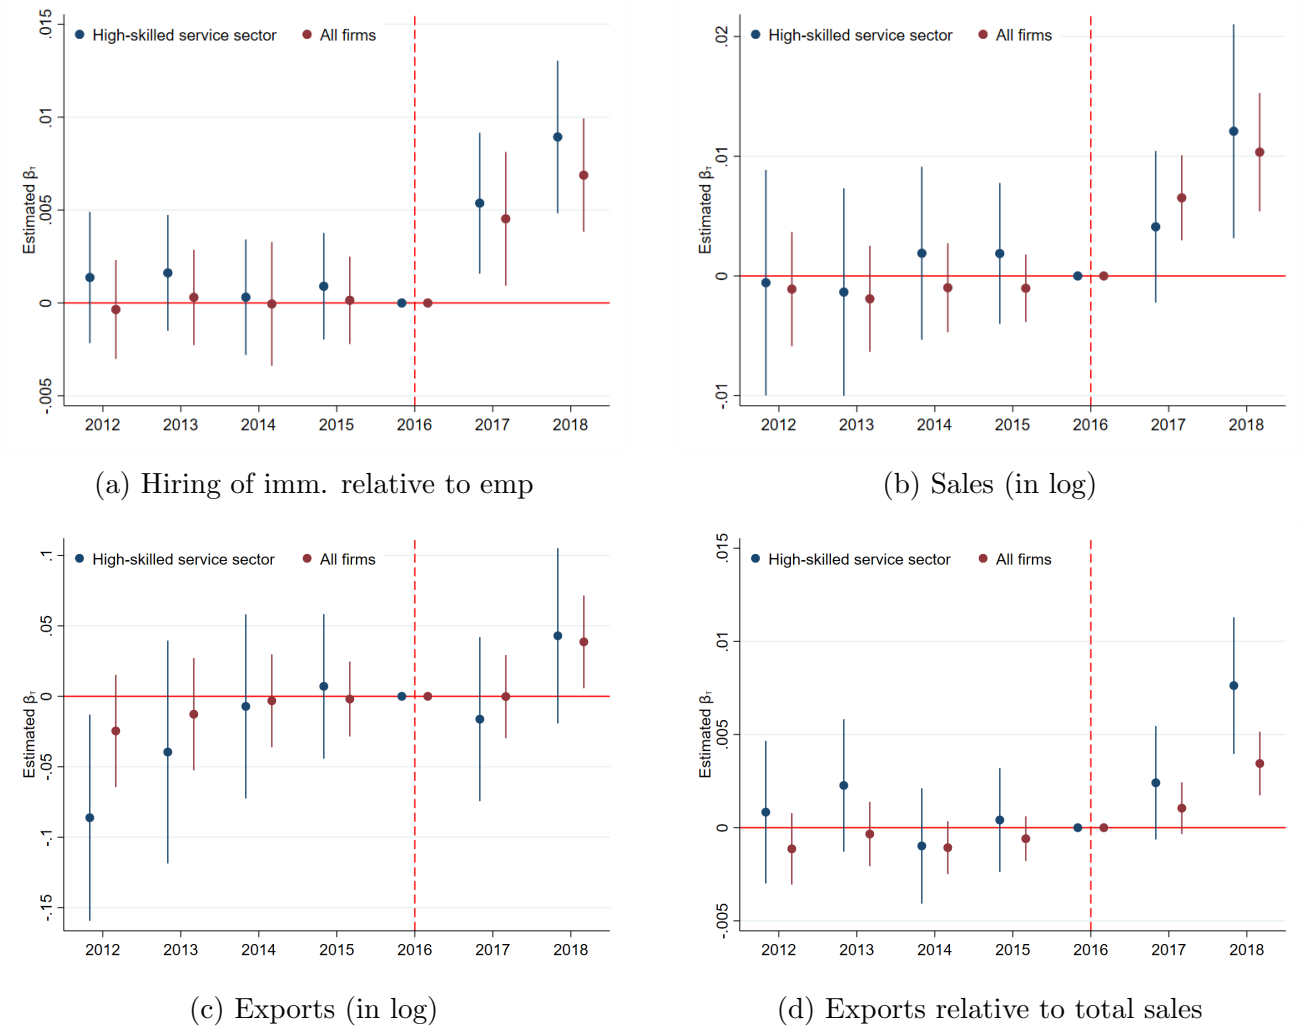 High-skilled service sector All firms
Estimated βτ
.015
.01
.005
0
-.005
2012 2013 2014 2015 2016 2017 2018
(a) Hiring of imm. relative to emp
High-skilled service sector All firms
Estimated βτ
.02
.01
0
-.01
2012 2013 2014 2015 2016 2017 2018
(b) Sales (in log)
High-skilled service sector All firms
Estimated βτ
.1
.05
0
-.05
-.1
-.15
2012 2013 2014 2015 2016 2017 2018
(c) Exports (in log)
High-skilled service sector All firms
Estimated βτ
.015
.01
.005
0
-.005
2012 2013 2014 2015 2016 2017 2018
(d) Exports relative to total sales